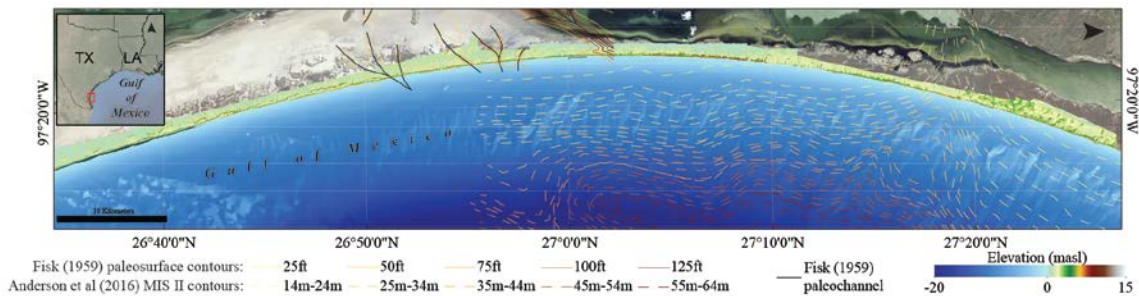 TX
LA
Gulf
of
Mexico
97°20'0"W
97°20'0"W
Gulf of Mexico
10 Kilometers
26°40'0"N 26°50'0"N 27°0'0"N 27°10'0"N 27°20'0"N
Fisk (1959) paleosurface contours: 25ft 50ft 75ft 100ft 125ft
Anderson et al (2016) MIS II contours: 14m-24m 25m-34m 35m-44m 45m-54m 55m-64m
Fisk (1959)
paleochannel
Elevation (masl)
-20 0 15